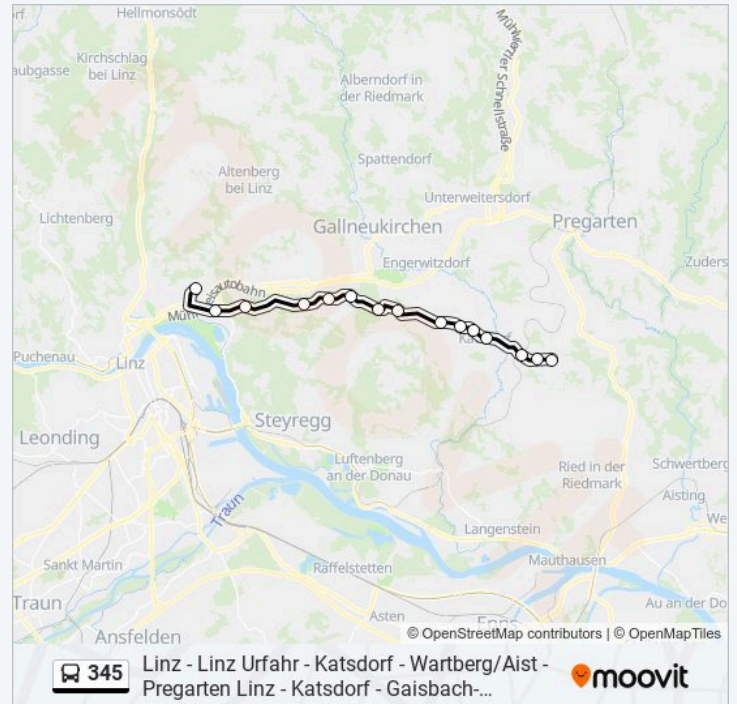 Hellmonsödt
Kirchschlag
bei Linz
Alberndorf in
der Riedmark
Mühlviertler Schnellstraße
Altenberg
bei Linz
Spattendorf
Lichtenberg
Unterweitersdorf
Gallneukirchen
Pregarten
Engerwitzdorf
Puchenau
Linz
Steyregg
Leonding
Luftenberg
an der Donau
Ried in der
Riedmark
Schwertberg
Aisting
Traun
Langenstein
Sankt Martin
Raffelstetten
Mauthausen
Traun
Asten
Au an der Do
Ansfelden
© OpenStreetMap contributors | © OpenMapTiles
345
Linz - Linz Urfahr - Katsdorf - Wartberg/Aist -
Pregarten Linz - Katsdorf - Gaisbach-...
moovit